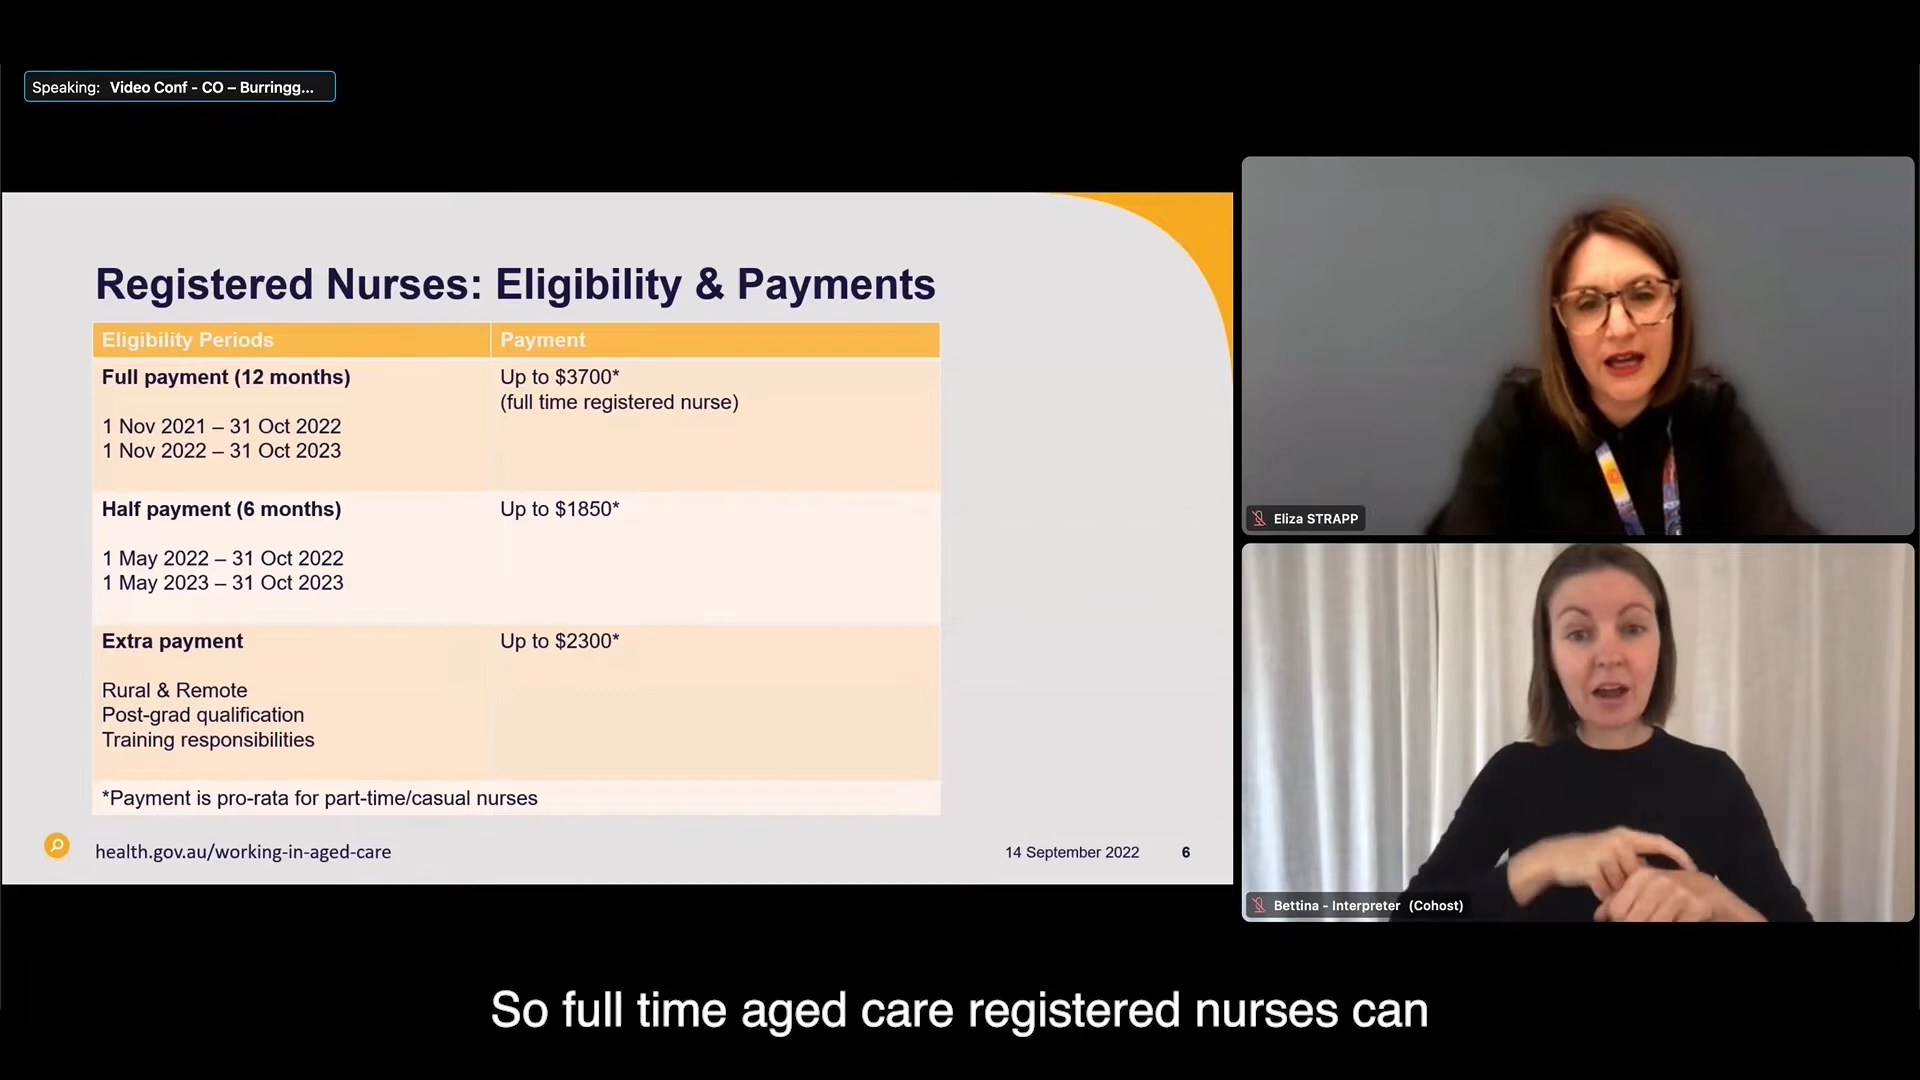 Speaking: Video Conf - CO – Burringg...
Registered Nurses: Eligibility & Payments
Eligibility Periods
Payment
Full payment (12 months)
Up to $3700*
(full time registered nurse)
1 Nov 2021 – 31 Oct 2022
1 Nov 2022 – 31 Oct 2023
Half payment (6 months)
Up to $1850*
1 May 2022 – 31 Oct 2022
1 May 2023 – 31 Oct 2023
Extra payment
Up to $2300*
Rural & Remote
Post-grad qualification
Training responsibilities
*Payment is pro-rata for part-time/casual nurses
health.gov.au/working-in-aged-care
14 September 2022
6
Eliza STRAPP
Bettina - Interpreter (Cohost)
So full time aged care registered nurses can